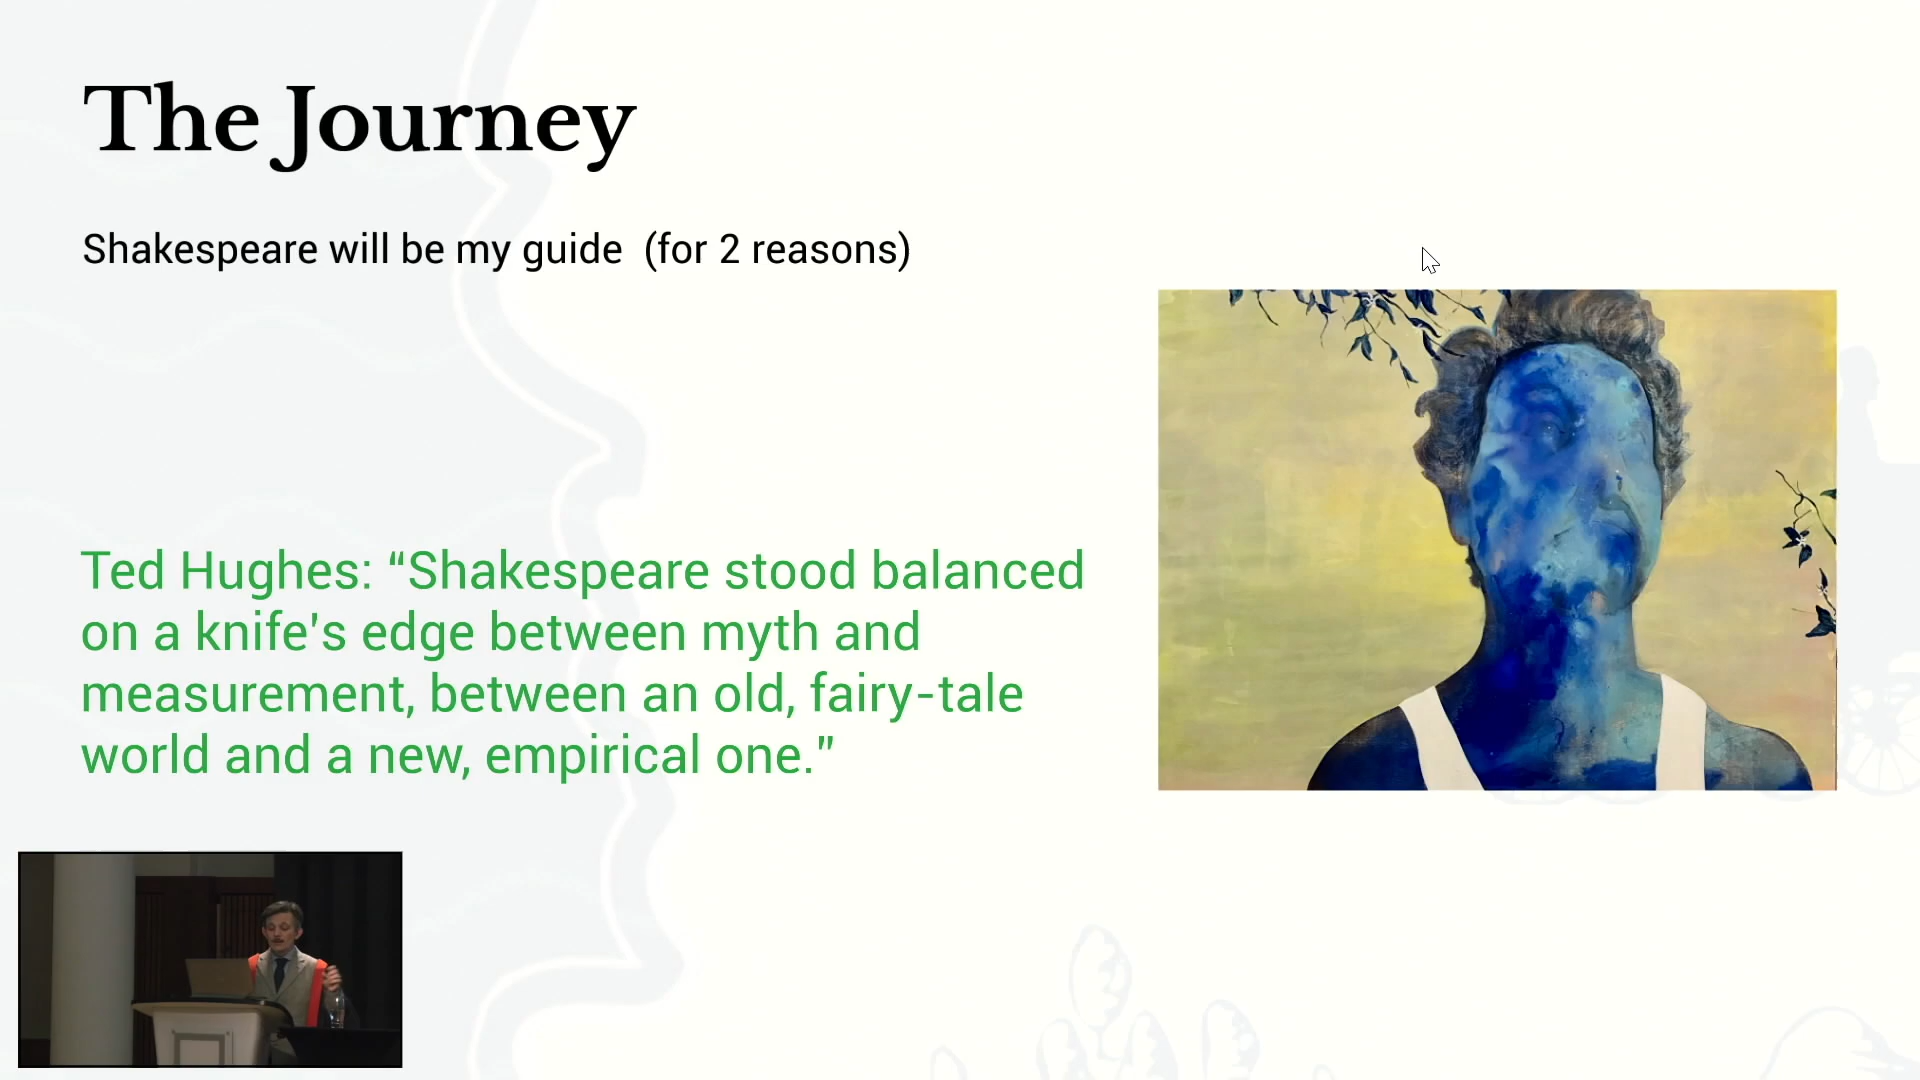 The Journey
Shakespeare will be my guide  (for 2 reasons)
Ted Hughes: “Shakespeare stood balanced
on a knife's edge between myth and
measurement, between an old, fairy-tale
world and a new, empirical one.”